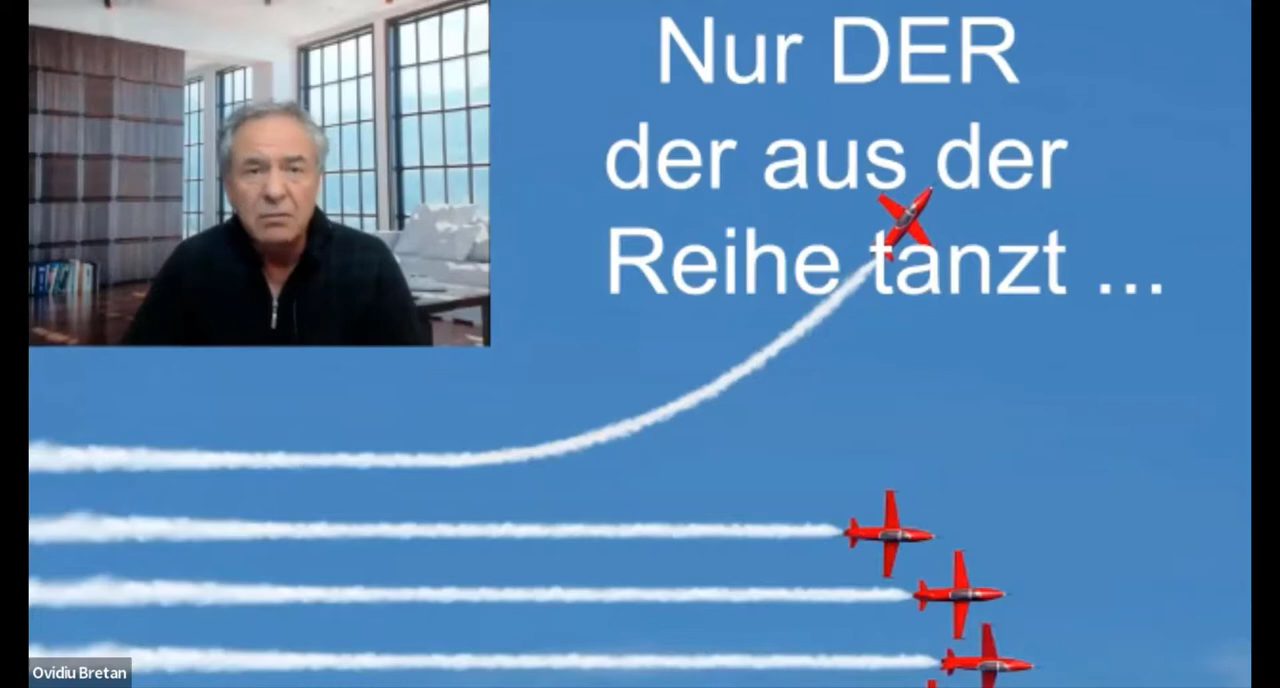 Nur DER
der aus der
Reihe tanzt ...
Ovidiu Bretan